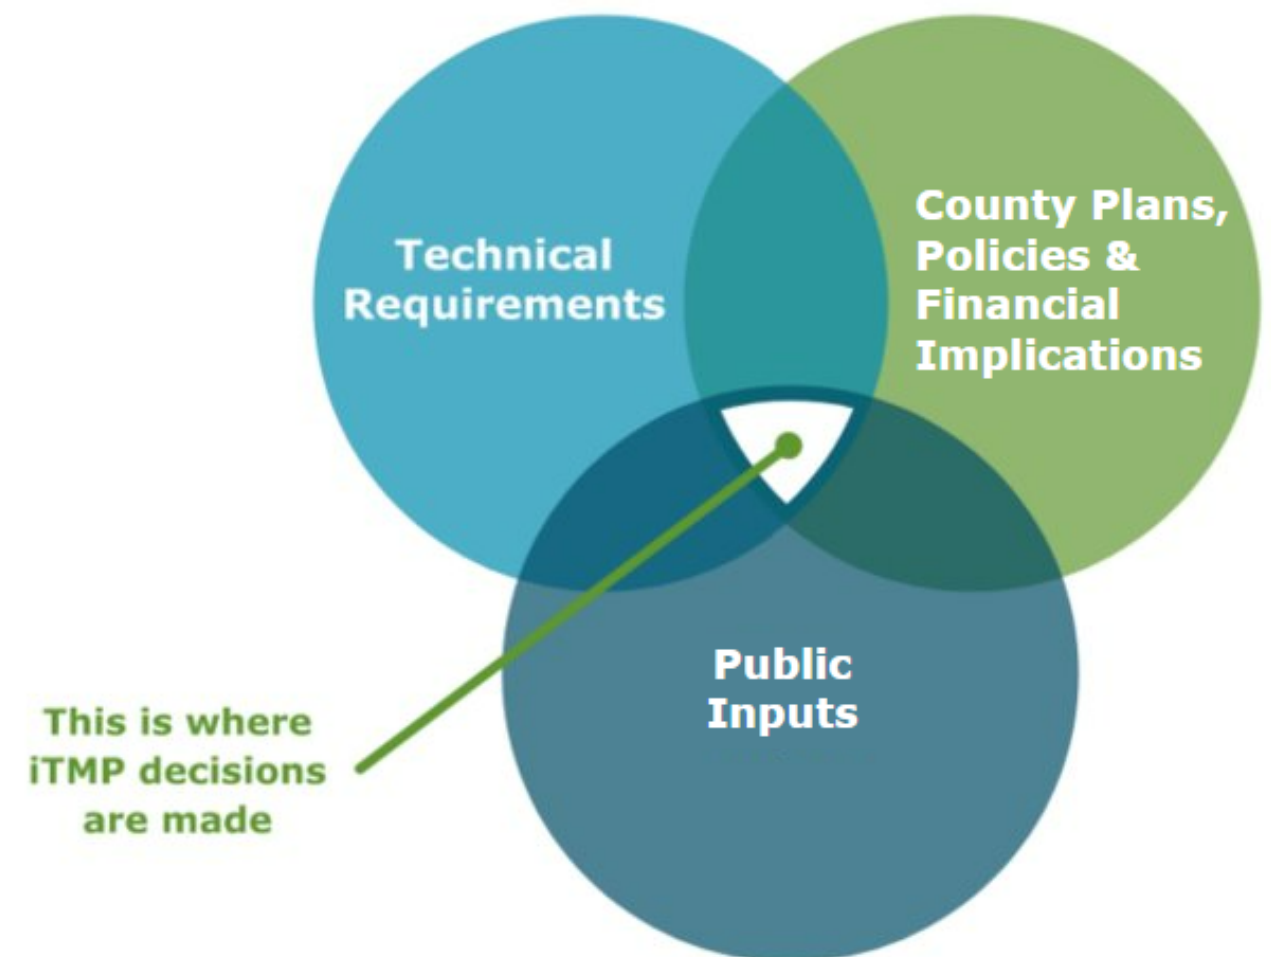 Technical
Requirements
County Plans,
Policies &
Financial
Implications
Public
Inputs
This is where
iTMP decisions
are made